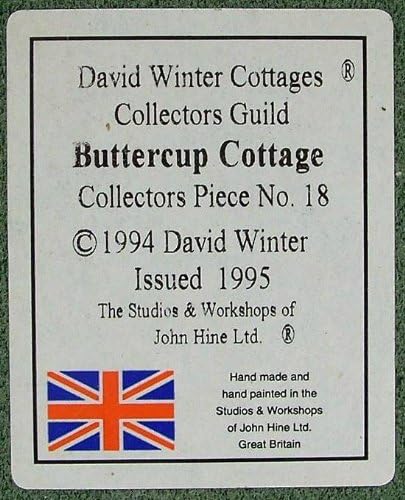 David Winter Cottages ®
Collectors Guild
Buttercup Cottage
Collectors Piece No. 18
© 1994 David Winter
Issued 1995
The Studios & Workshops of
John Hine Ltd. ®
Hand made and
hand painted in the
Studios & Workshops
of John Hine Ltd.
Great Britain